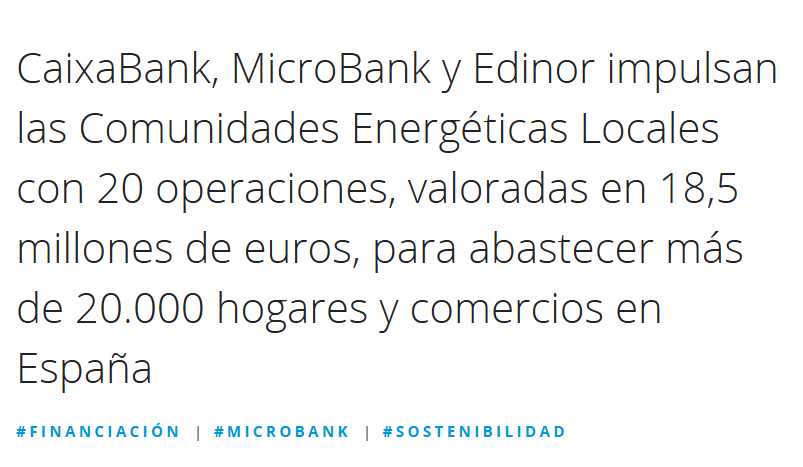 CaixaBank, MicroBank y Edinor impulsan
las Comunidades Energéticas Locales
con 20 operaciones, valoradas en 18,5
millones de euros, para abastecer más
de 20.000 hogares y comercios en
España
#FINANCIACIÓN | #MICROBANK | #SOSTENIBILIDAD